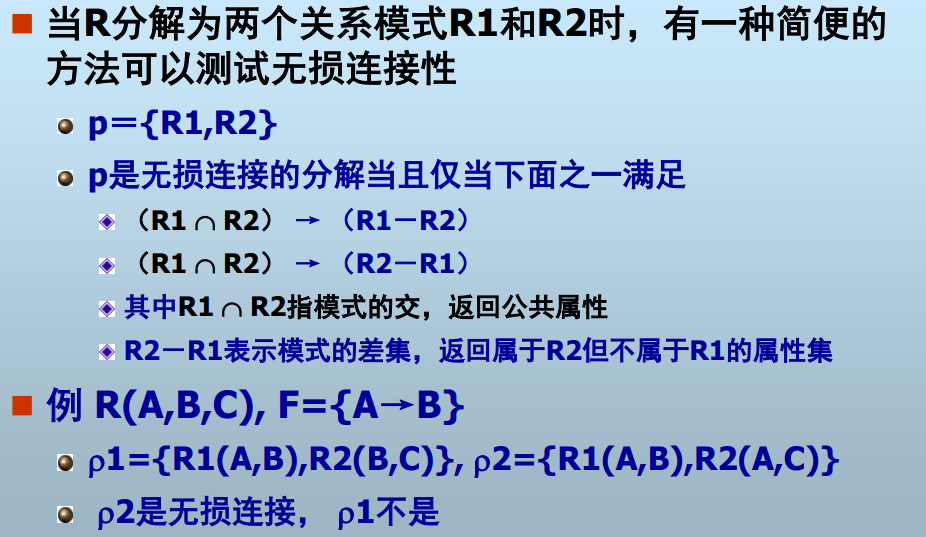 当R分解为两个关系模式R1和R2时，有一种简便的
方法可以测试无损连接性
p＝{R1,R2}
p是无损连接的分解当且仅当下面之一满足
（R1 ∩ R2） → （R1－R2）
（R1 ∩ R2） → （R2－R1）
其中R1 ∩ R2指模式的交，返回公共属性
R2－R1表示模式的差集，返回属于R2但不属于R1的属性集
例 R(A,B,C), F={A→B}
ρ1={R1(A,B),R2(B,C)}, ρ2={R1(A,B),R2(A,C)}
ρ2是无损连接， ρ1不是